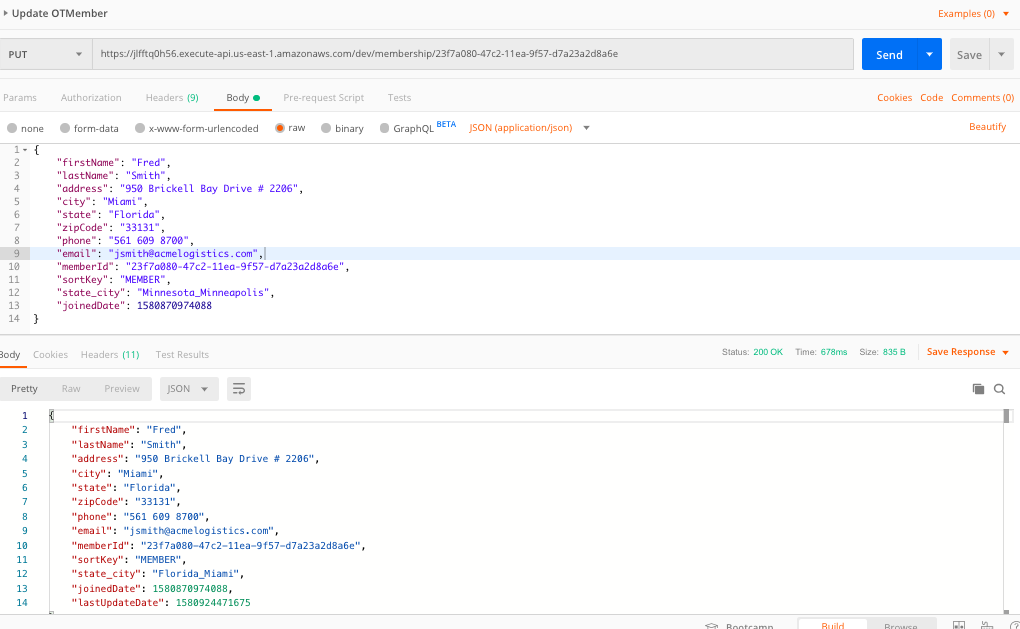 Update OTMember
Examples (0)
PUT
https://jlfftq0h56.execute-api.us-east-1.amazonaws.com/dev/membership/23f7a080-47c2-11ea-9f57-d7a23a2d8a6e
Send
Save
Params Authorization Headers (9) Body Pre-request Script Tests
Cookies Code Comments (0)
none form-data x-www-form-urlencoded raw binary GraphQL BETA JSON (application/json)
Beautify
1 {
2 "firstName": "Fred",
3 "lastName": "Smith",
4 "address": "950 Brickell Bay Drive # 2206",
5 "city": "Miami",
6 "state": "Florida",
7 "zipCode": "33131",
8 "phone": "561 609 8700",
9 "email": "jsmith@acmelogistics.com",
10 "memberId": "23f7a080-47c2-11ea-9f57-d7a23a2d8a6e",
11 "sortKey": "MEMBER",
12 "state_city": "Minnesota_Minneapolis",
13 "joinedDate": 1580870974088
14 }
Body Cookies Headers (11) Test Results
Status: 200 OK Time: 678ms Size: 835 B Save Response
Pretty Raw Preview JSON
1 {
2 "firstName": "Fred",
3 "lastName": "Smith",
4 "address": "950 Brickell Bay Drive # 2206",
5 "city": "Miami",
6 "state": "Florida",
7 "zipCode": "33131",
8 "phone": "561 609 8700",
9 "email": "jsmith@acmelogistics.com",
10 "memberId": "23f7a080-47c2-11ea-9f57-d7a23a2d8a6e",
11 "sortKey": "MEMBER",
12 "state_city": "Florida_Miami",
13 "joinedDate": 1580870974088,
14 "lastUpdateDate": 1580924471675
Bootcamp Build Browse